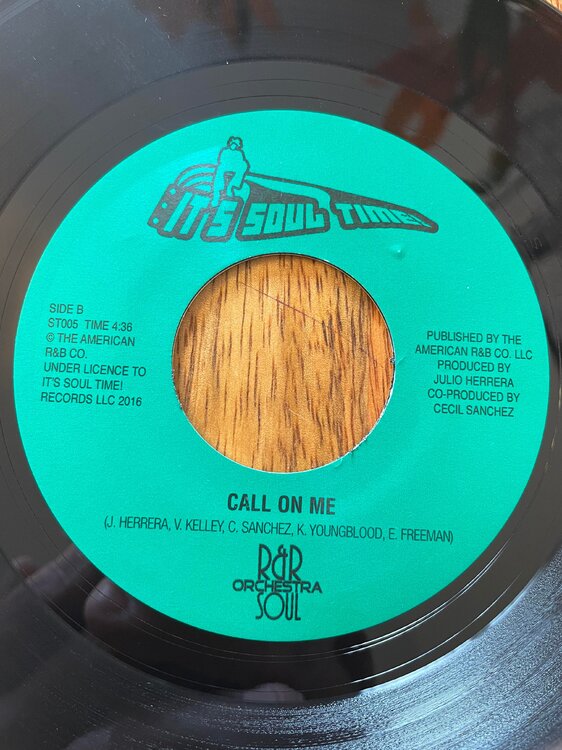 IT'S SOUL TIME!
SIDE B
ST005 TIME 4:36
© THE AMERICAN
R&B CO.
UNDER LICENCE TO
IT'S SOUL TIME!
RECORDS LLC 2016
PUBLISHED BY THE
AMERICAN R&B CO. LLC
PRODUCED BY
JULIO HERRERA
CO-PRODUCED BY
CECIL SANCHEZ
CALL ON ME
(J. HERRERA, V. KELLEY, C. SANCHEZ, K. YOUNGBLOOD, E. FREEMAN)
R&R
ORCHESTRA
SOUL